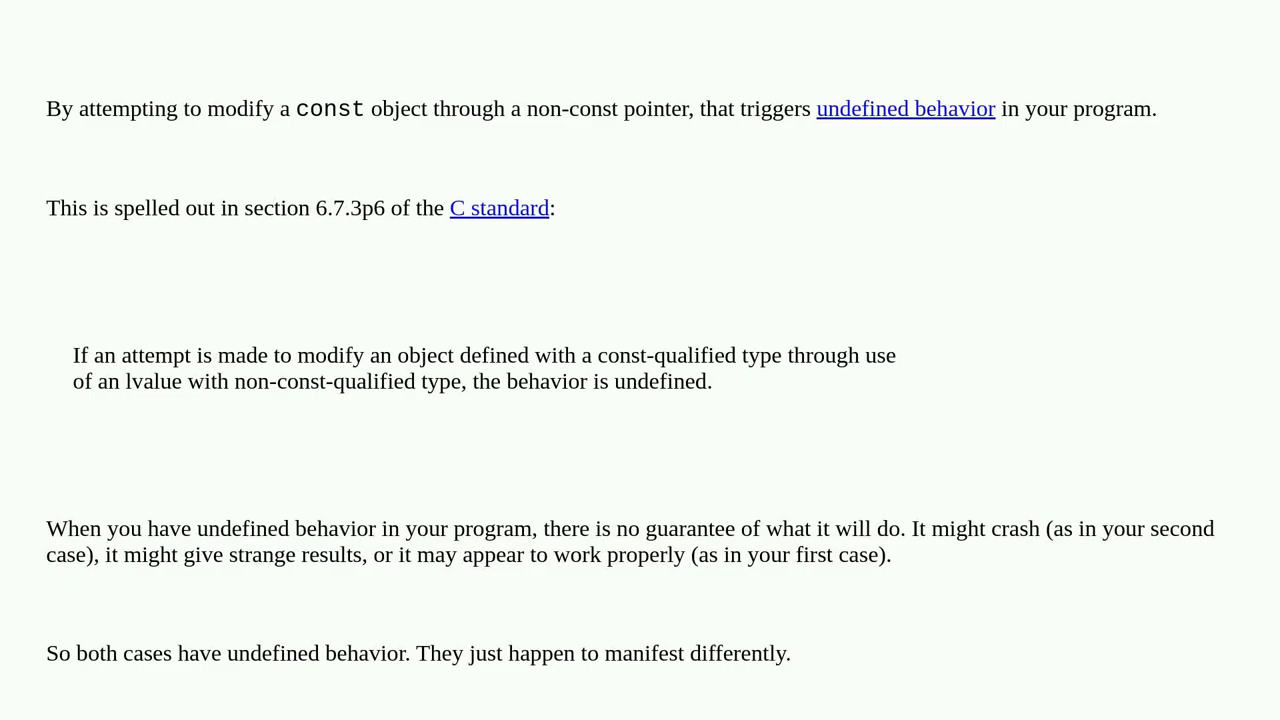 By attempting to modify a const object through a non-const pointer, that triggers undefined behavior in your program.
This is spelled out in section 6.7.3p6 of the C standard:
If an attempt is made to modify an object defined with a const-qualified type through use
of an lvalue with non-const-qualified type, the behavior is undefined.
When you have undefined behavior in your program, there is no guarantee of what it will do. It might crash (as in your second
case), it might give strange results, or it may appear to work properly (as in your first case).
So both cases have undefined behavior. They just happen to manifest differently.